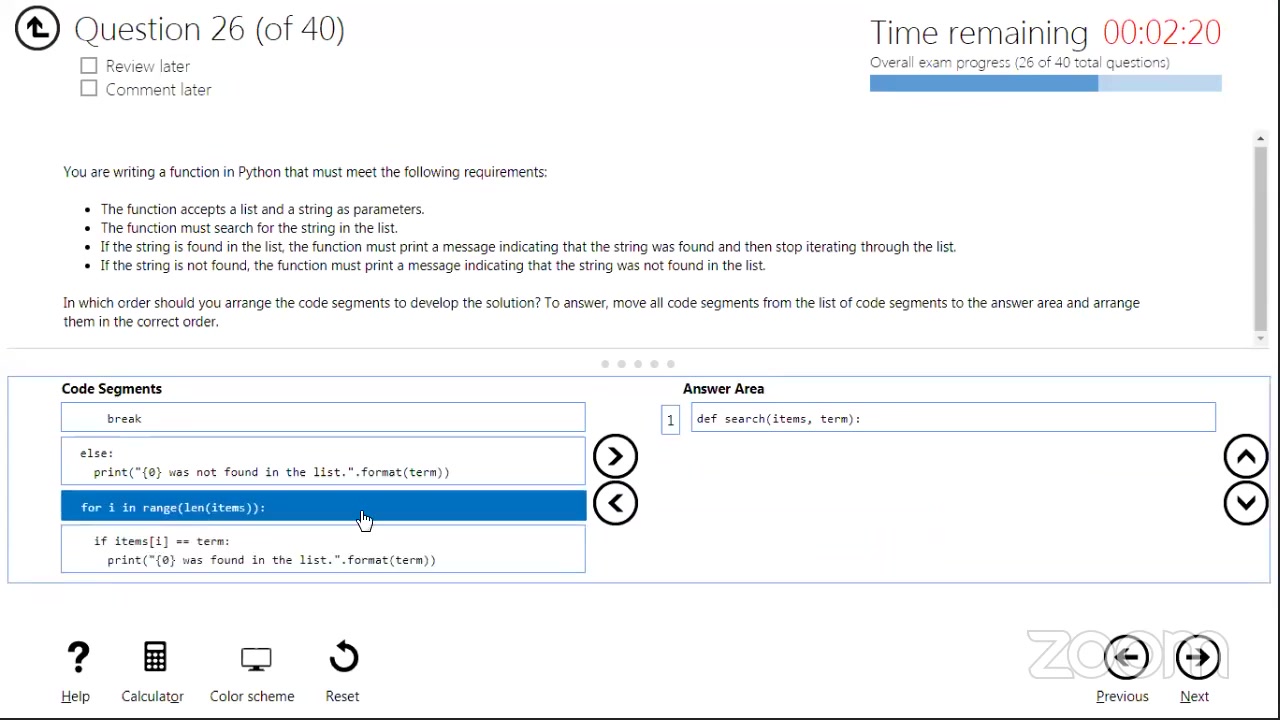 Question 26 (of 40)
Review later
Comment later
Time remaining 00:02:20
Overall exam progress (26 of 40 total questions)
You are writing a function in Python that must meet the following requirements:
• The function accepts a list and a string as parameters.
• The function must search for the string in the list.
• If the string is found in the list, the function must print a message indicating that the string was found and then stop iterating through the list.
• If the string is not found, the function must print a message indicating that the string was not found in the list.
In which order should you arrange the code segments to develop the solution? To answer, move all code segments from the list of code segments to the answer area and arrange
them in the correct order.
Code Segments
break
else:
print("{0} was not found in the list.".format(term))
for i in range(len(items)):
if items[i] == term:
print("{0} was found in the list.".format(term))
Answer Area
1 def search(items, term):
? 
Help
Calculator
Color scheme
Reset
zoom
Previous
Next